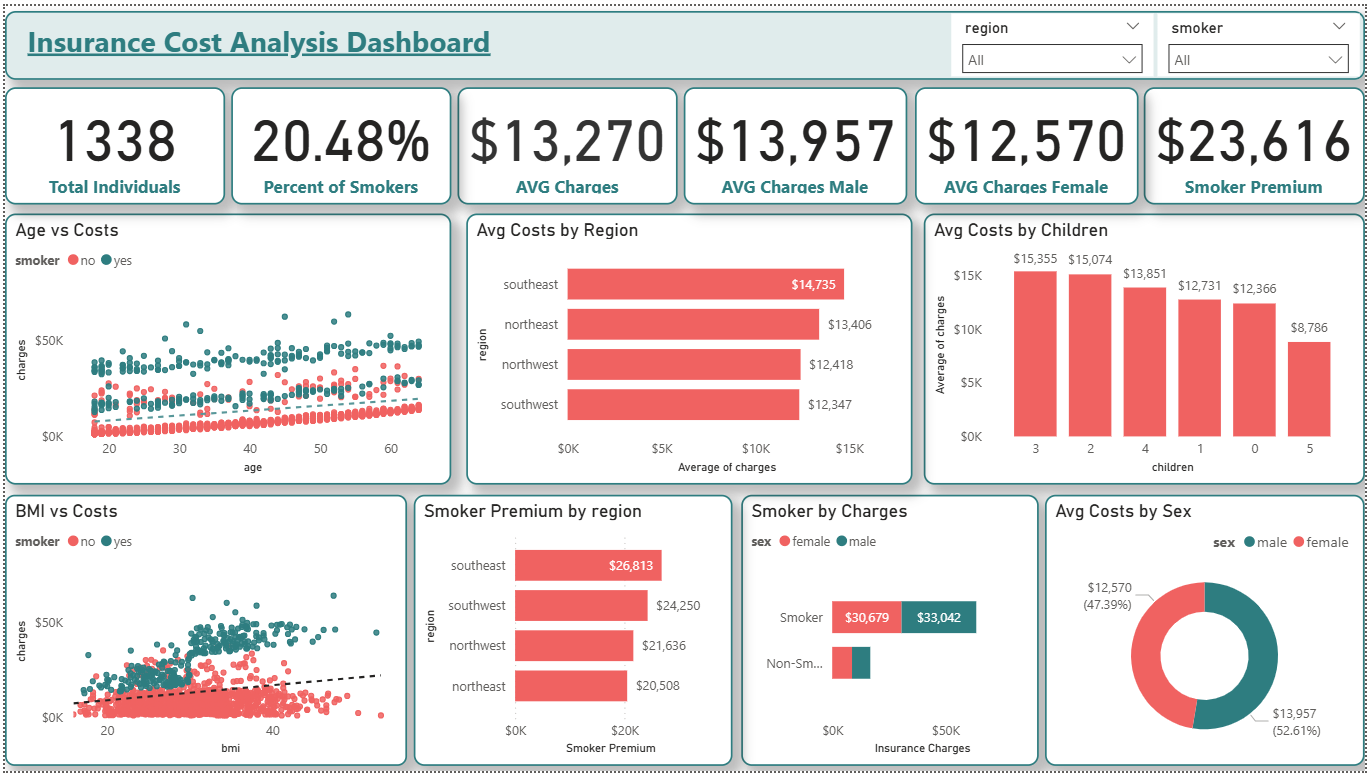 Insurance Cost Analysis Dashboard
region
All
smoker
All
1338
Total Individuals
20.48%
Percent of Smokers
$13,270
AVG Charges
$13,957
AVG Charges Male
$12,570
AVG Charges Female
$23,616
Smoker Premium
Age vs Costs
smoker no yes
charges
$50K
$0K
20 30 40 50 60
age
Avg Costs by Region
region
southeast $14,735
northeast $13,406
northwest $12,418
southwest $12,347
$0K $5K $10K $15K
Average of charges
Avg Costs by Children
Average of charges
$15K
$10K
$5K
$0K
$15,355 $15,074 $13,851 $12,731 $12,366 $8,786
3 2 4 1 0 5
children
BMI vs Costs
smoker no yes
charges
$50K
$0K
20 40
bmi
Smoker Premium by region
region
southeast $26,813
southwest $24,250
northwest $21,636
northeast $20,508
$0K $20K
Smoker Premium
Smoker by Charges
sex female male
Smoker $30,679 $33,042
Non-Sm...
$0K $50K
Insurance Charges
Avg Costs by Sex
sex male female
$12,570
(47.39%)
$13,957
(52.61%)